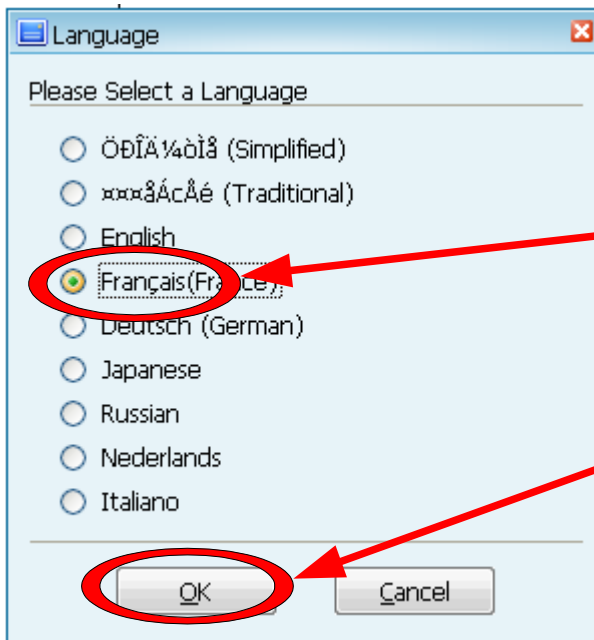 Language
Please Select a Language
ÖÐÎÄ¼òÌå (Simplified)
¤¤¤åÁcÅé (Traditional)
English
Français(France)
Deutsch (German)
Japanese
Russian
Nederlands
Italiano
OK
Cancel